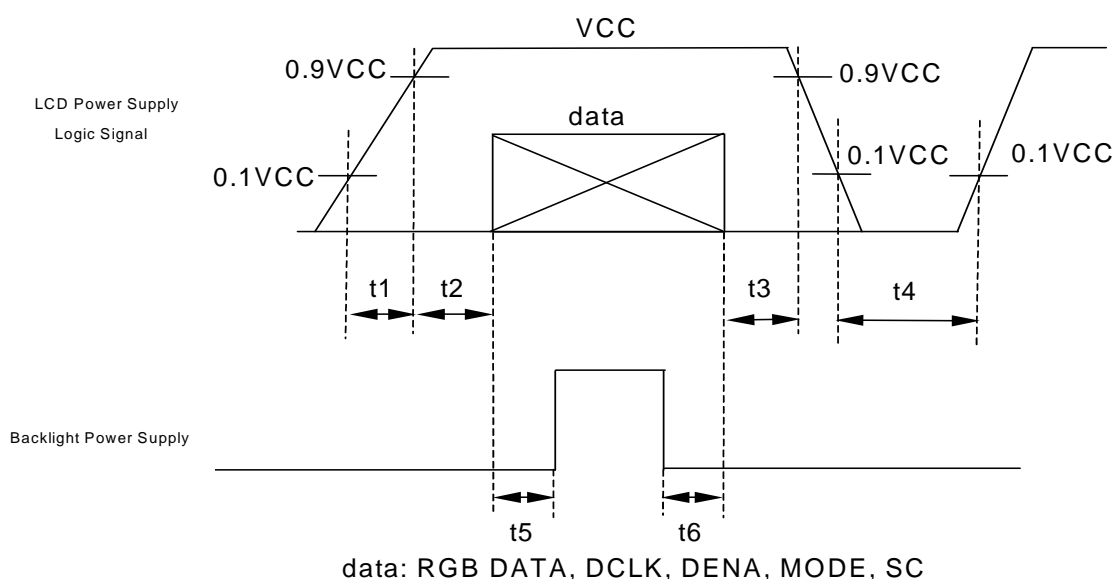 VCC
0.9VCC
0.9VCC
LCD Power Supply
Logic Signal
data
0.1VCC
0.1VCC
0.1VCC
t1
t2
t3
t4
Backlight Power Supply
t5
t6
data: RGB DATA, DCLK, DENA, MODE, SC